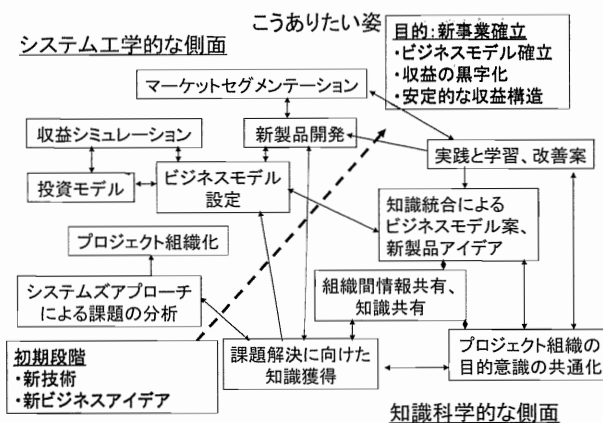 こうありたい姿
システム工学的な側面
目的：新事業確立
・ビジネスモデル確立
・収益の黒字化
・安定的な収益構造
マーケットセグメンテーション
収益シミュレーション
新製品開発
実践と学習、改善案
投資モデル
ビジネスモデル
設定
知識統合による
ビジネスモデル案、
新製品アイデア
プロジェクト組織化
組織間情報共有、
知識共有
システムズアプローチ
による課題の分析
初期段階
・新技術
・新ビジネスアイデア
課題解決に向けた
知識獲得
プロジェクト組織の
目的意識の共通化
知識科学的な側面